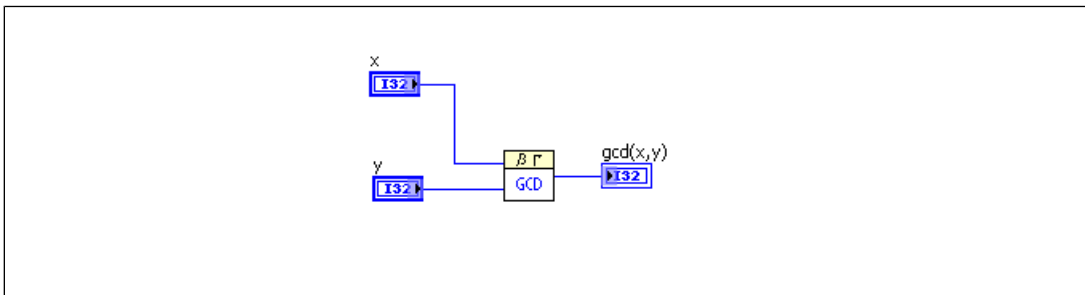 x
I32
y
I32
β Γ
GCD
gcd(x,y)
I32